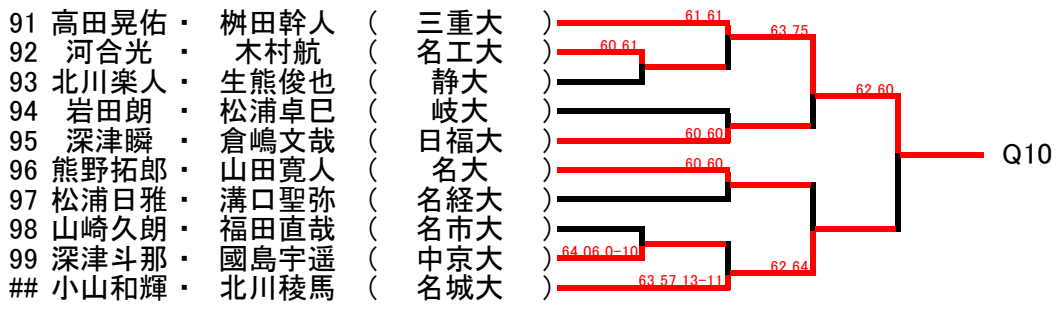 91 高田晃佑 ・ 桝田幹人 ( 三重大 ) 61 61
63 75
92 河合光 ・ 木村航 ( 名工大 ) 60 61
93 北川楽人 ・ 生熊俊也 ( 静大 )
62 60
94 岩田朗 ・ 松浦卓巳 ( 岐大 )
95 深津瞬 ・ 倉嶋文哉 ( 日福大 ) 60 60
Q10
96 熊野拓郎 ・ 山田寛人 ( 名大 ) 60 60
97 松浦日雅 ・ 溝口聖弥 ( 名経大 )
98 山崎久朗 ・ 福田直哉 ( 名市大 )
99 深津斗那 ・ 國島宇遥 ( 中京大 ) 64 06 0-10
62 64
## 小山和輝 ・ 北川稜馬 ( 名城大 ) 63 57 13-11